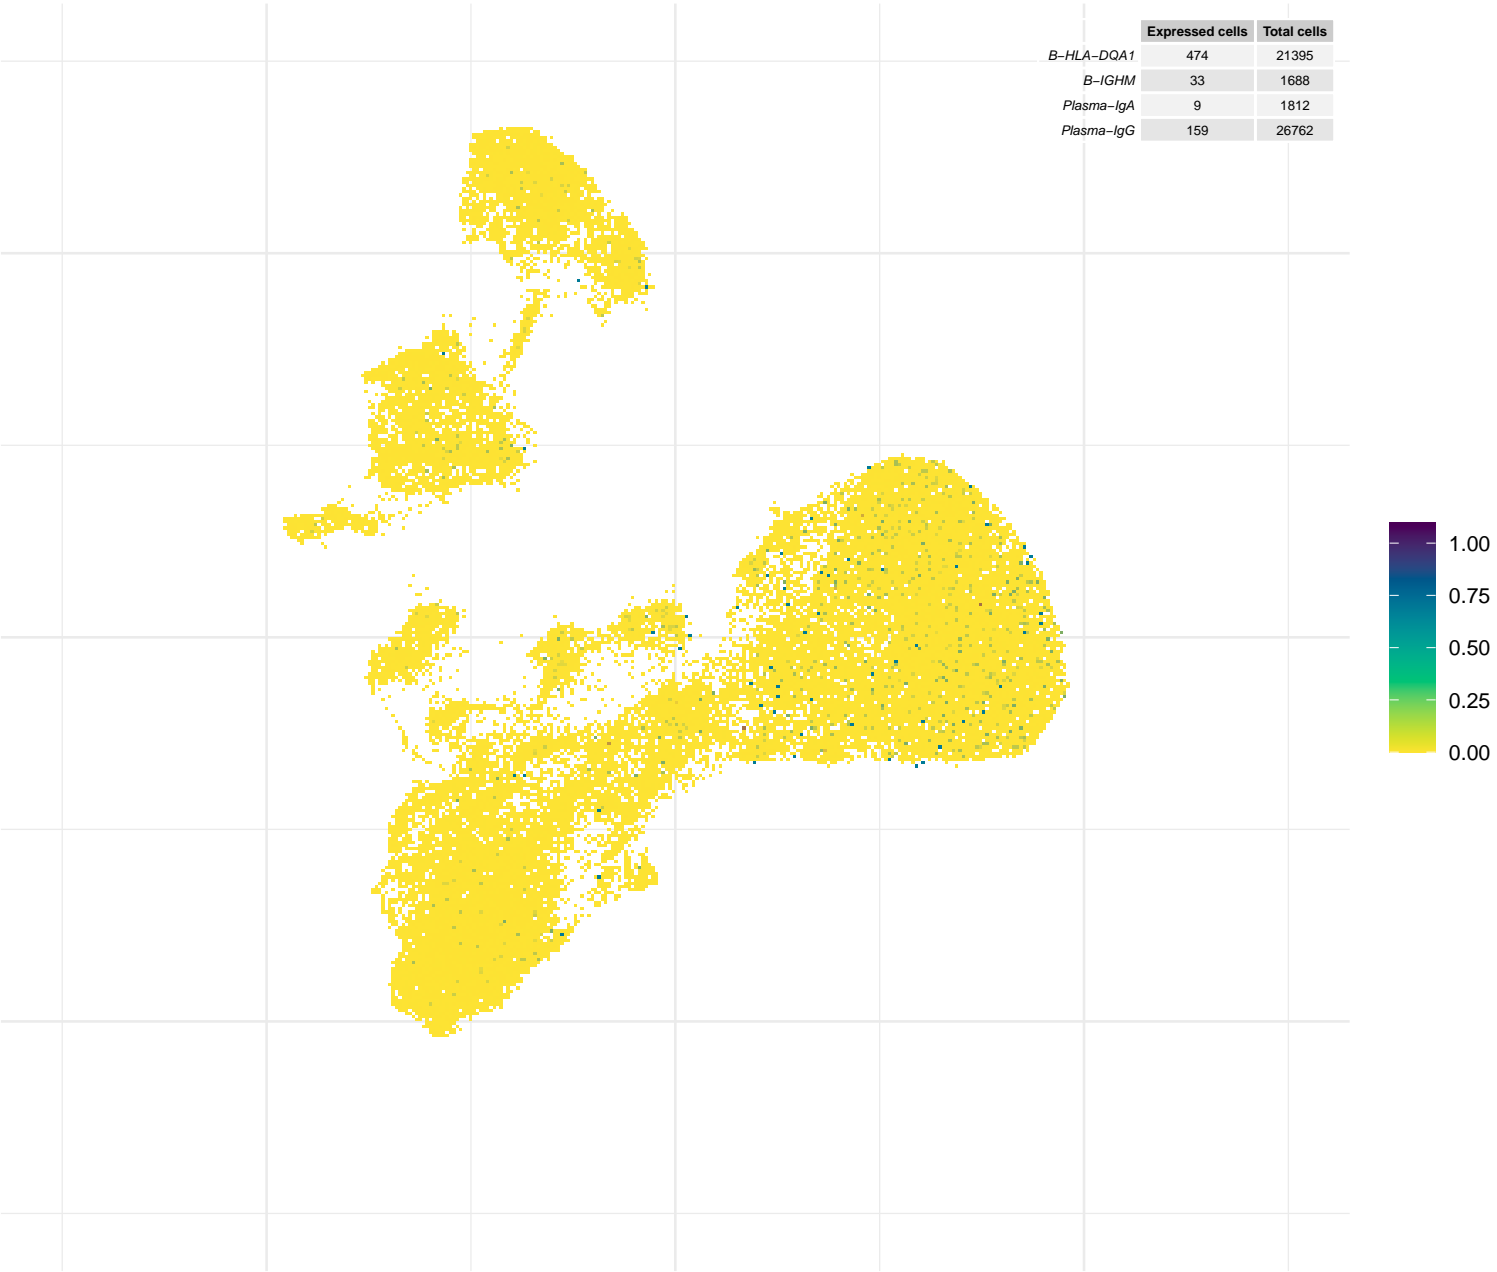 Expressed cells Total cells
B−HLA−DQA1 474 21395
B−IGHM 33 1688
Plasma−IgA 9 1812
Plasma−IgG 159 26762
1.00
0.75
0.50
0.25
0.00